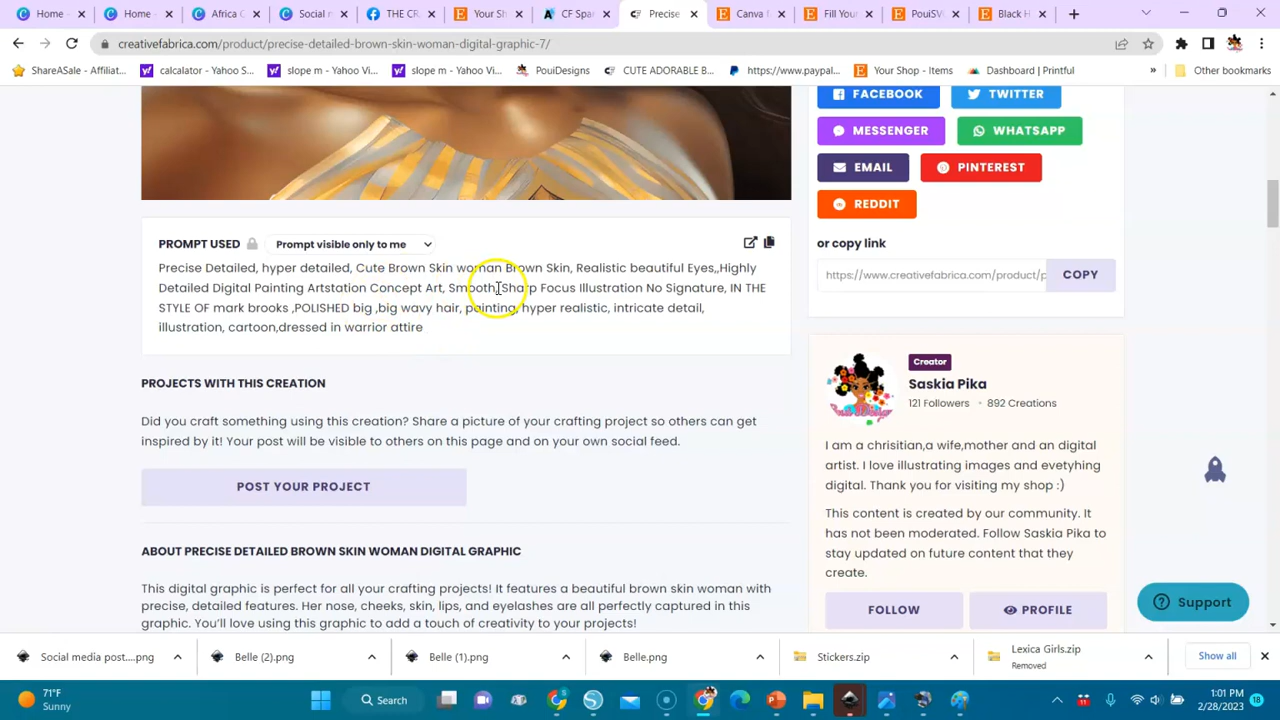 Home -
Home -
Africa G
Social m
THE CR
Your Sh
CF Span
Precise
Canva M
Fill You
PouiSV
Black H
creativefabrica.com/product/precise-detailed-brown-skin-woman-digital-graphic-7/
ShareASale - Affiliat...
calcalator - Yahoo S...
slope m - Yahoo Vi...
slope m - Yahoo Vi...
PouiDesigns
CUTE ADORABLE B...
https://www.paypal...
Your Shop - Items
Dashboard | Printful
»
Other bookmarks
FACEBOOK
TWITTER
MESSENGER
WHATSAPP
EMAIL
PINTEREST
REDDIT
or copy link
https://www.creativefabrica.com/product/p
COPY
PROMPT USED
Prompt visible only to me
Precise Detailed, hyper detailed, Cute Brown Skin woman Brown Skin, Realistic beautiful Eyes,,Highly
Detailed Digital Painting Artstation Concept Art, Smooth, Sharp Focus Illustration No Signature, IN THE
STYLE OF mark brooks ,POLISHED big ,big wavy hair, painting, hyper realistic, intricate detail,
illustration, cartoon,dressed in warrior attire
PROJECTS WITH THIS CREATION
Did you craft something using this creation? Share a picture of your crafting project so others can get
inspired by it! Your post will be visible to others on this page and on your own social feed.
POST YOUR PROJECT
ABOUT PRECISE DETAILED BROWN SKIN WOMAN DIGITAL GRAPHIC
This digital graphic is perfect for all your crafting projects! It features a beautiful brown skin woman with
precise, detailed features. Her nose, cheeks, skin, lips, and eyelashes are all perfectly captured in this
graphic. You'll love using this graphic to add a touch of creativity to your projects!
Creator
Saskia Pika
121 Followers • 892 Creations
I am a chrisitian,a wife,mother and an digital
artist. I love illustrating images and evetyhing
digital. Thank you for visiting my shop :)
This content is created by our community. It
has not been moderated. Follow Saskia Pika to
stay updated on future content that they
create.
FOLLOW
PROFILE
Support
Social media post....png
Belle (2).png
Belle (1).png
Belle.png
Stickers.zip
Lexica Girls.zip
Removed
Show all
71°F
Sunny
Search
1:01 PM
2/28/2023
18